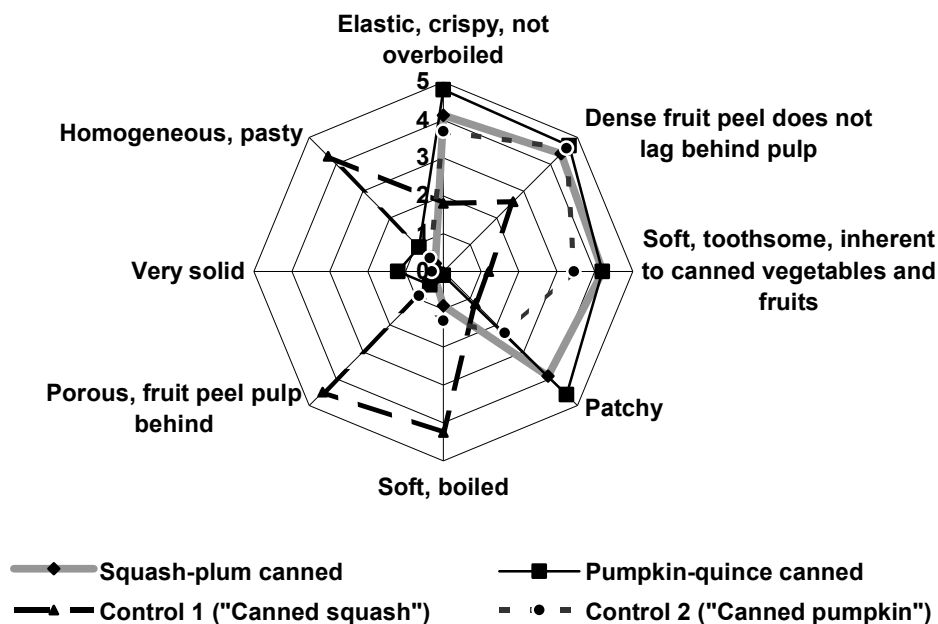 Elastic, crispy, not
overboiled
5
4
3
2
1
0
Homogeneous, pasty
Dense fruit peel does not
lag behind pulp
Very solid
Soft, toothsome, inherent
to canned vegetables and
fruits
Porous, fruit peel pulp
behind
Patchy
Soft, boiled
Squash-plum canned
Pumpkin-quince canned
Control 1 ("Canned squash")
Control 2 ("Canned pumpkin")